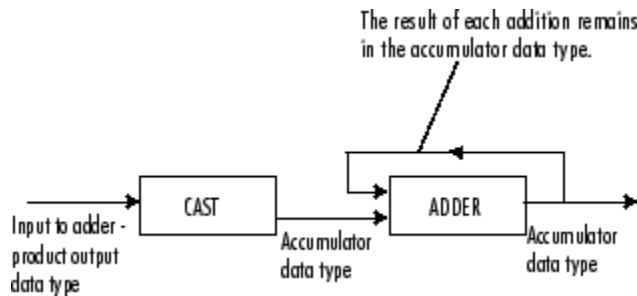 The result of each addition remains
in the accumulator data type.
CAST
ADDER
Input to adder -
product output
data type
Accumulator
data type
Accumulator
data type